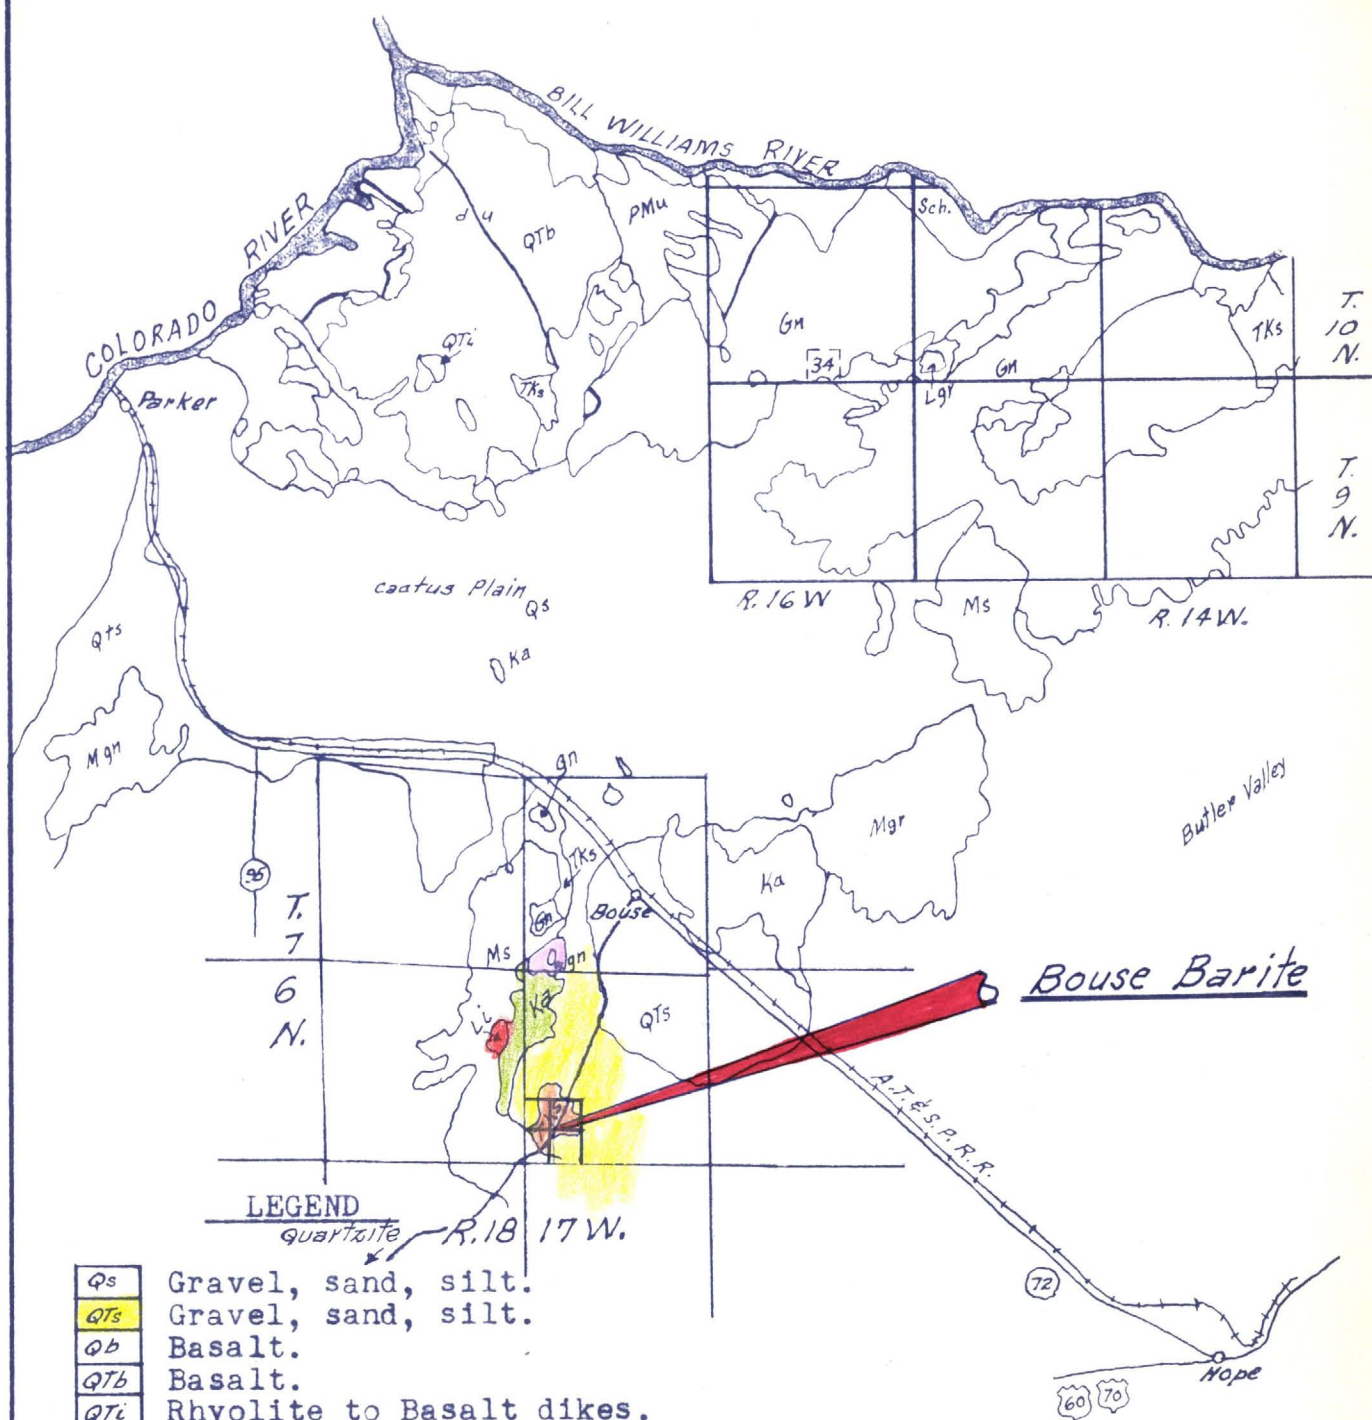 BILL WILLIAMS RIVER
COLORADO RIVER
Parker
d u
QTb
PMu
Sch.
QTi
TKs
Gn
34
Lgr
Gn
TKs
T.
10
N.
T.
9
N.
Cactus Plain
Qs
Ka
Qts
Mgn
R. 16 W
Ms
R. 14 W.
Butler Valley
gn
TKs
Mgr
Ka
95
Gn
Bouse
T.
7
6
N.
Ms
gn
Ka
Li
QTs
Bouse Barite
A.T. & S.F. R.R.
LEGEND
Quartzite
R. 18 17 W.
Qs Gravel, sand, silt.
QTs Gravel, sand, silt.
Qb Basalt.
QTb Basalt.
QTi Rhyolite to Basalt dikes.
72
Hope
60 70